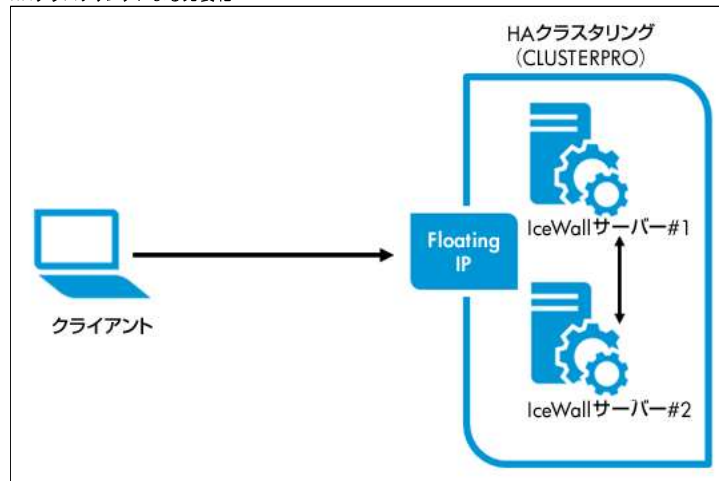 HAクラスタリング
（CLUSTERPRO）
IceWallサーバー#1
Floating
IP
クライアント
IceWallサーバー#2